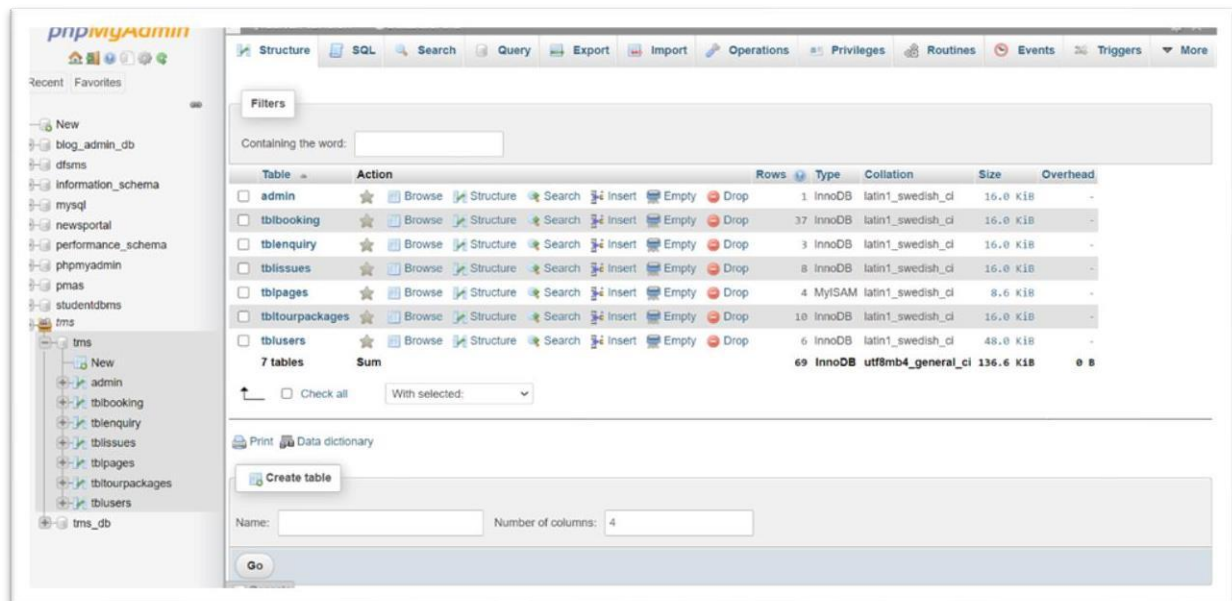 phpMyAdmin
Recent Favorites
New
blog_admin_db
dfsms
information_schema
mysql
newsportal
performance_schema
phpmyadmin
pmas
studentdbms
tms
tms
New
admin
tblbooking
tblenquiry
tblissues
tblpages
tbltourpackages
tblusers
tms_db
Structure SQL Search Query Export Import Operations Privileges Routines Events Triggers More
Filters
Containing the word:
Table Action Rows Type Collation Size Overhead
admin Browse Structure Search Insert Empty Drop 1 InnoDB latin1_swedish_ci 16.0 KiB -
tblbooking Browse Structure Search Insert Empty Drop 37 InnoDB latin1_swedish_ci 16.0 KiB -
tblenquiry Browse Structure Search Insert Empty Drop 3 InnoDB latin1_swedish_ci 16.0 KiB -
tblissues Browse Structure Search Insert Empty Drop 8 InnoDB latin1_swedish_ci 16.0 KiB -
tblpages Browse Structure Search Insert Empty Drop 4 MyISAM latin1_swedish_ci 8.6 KiB -
tbltourpackages Browse Structure Search Insert Empty Drop 10 InnoDB latin1_swedish_ci 16.0 KiB -
tblusers Browse Structure Search Insert Empty Drop 6 InnoDB latin1_swedish_ci 48.0 KiB -
7 tables Sum 69 InnoDB utf8mb4_general_ci 136.6 KiB 0 B
Check all With selected:
Print Data dictionary
Create table
Name: Number of columns: 4
Go